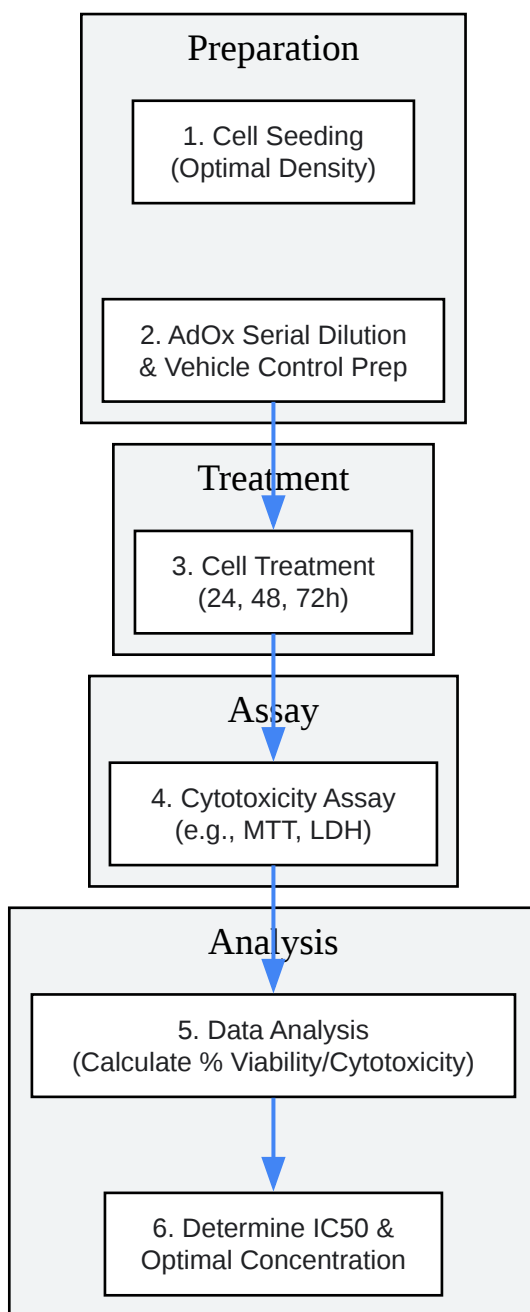 Preparation
1. Cell Seeding
(Optimal Density)
2. AdOx Serial Dilution
& Vehicle Control Prep
Treatment
3. Cell Treatment
(24, 48, 72h)
Assay
4. Cytotoxicity Assay
(e.g., MTT, LDH)
Analysis
5. Data Analysis
(Calculate % Viability/Cytotoxicity)
6. Determine IC50 &
Optimal Concentration